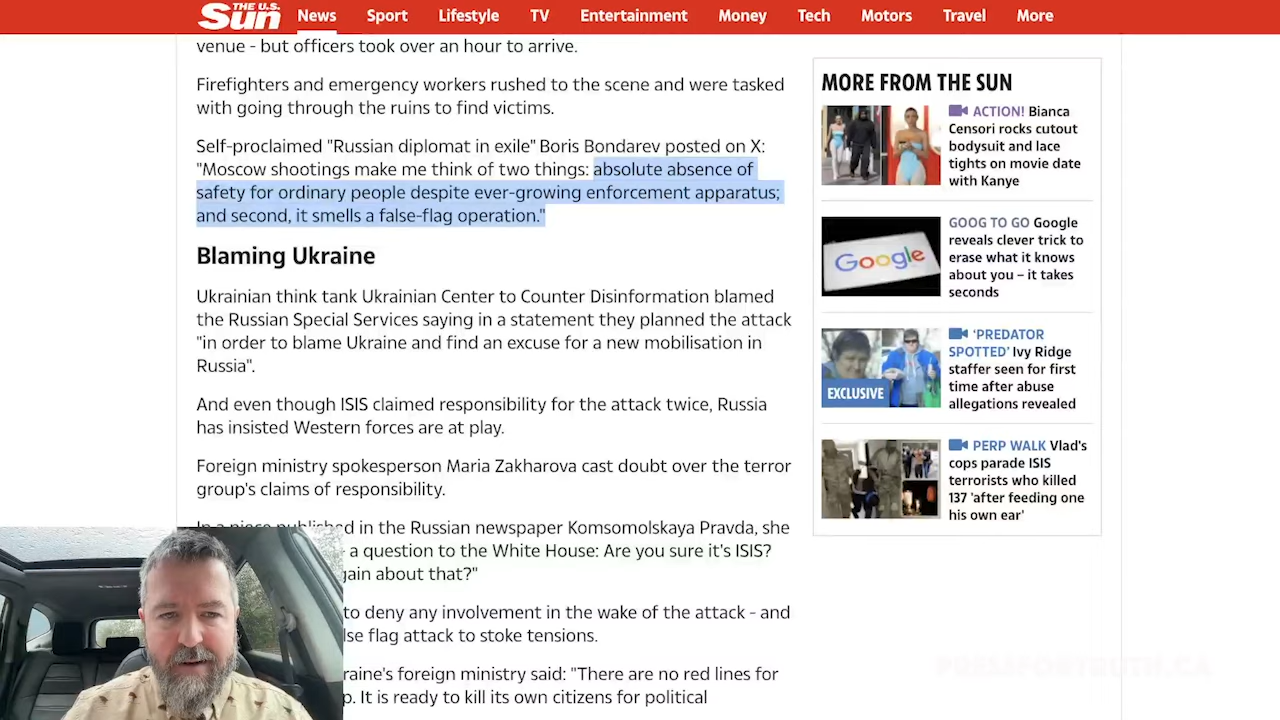 THE U.S.
Sun
News
Sport
Lifestyle
TV
Entertainment
Money
Tech
Motors
Travel
More
venue - but officers took over an hour to arrive.
Firefighters and emergency workers rushed to the scene and were tasked
with going through the ruins to find victims.
Self-proclaimed "Russian diplomat in exile" Boris Bondarev posted on X:
"Moscow shootings make me think of two things: absolute absence of
safety for ordinary people despite ever-growing enforcement apparatus;
and second, it smells a false-flag operation."
Blaming Ukraine
Ukrainian think tank Ukrainian Center to Counter Disinformation blamed
the Russian Special Services saying in a statement they planned the attack
"in order to blame Ukraine and find an excuse for a new mobilisation in
Russia".
And even though ISIS claimed responsibility for the attack twice, Russia
has insisted Western forces are at play.
Foreign ministry spokesperson Maria Zakharova cast doubt over the terror
group's claims of responsibility.
In a piece published in the Russian newspaper Komsomolskaya Pravda, she
- a question to the White House: Are you sure it's ISIS?
gain about that?"
to deny any involvement in the wake of the attack - and
lse flag attack to stoke tensions.
raine's foreign ministry said: "There are no red lines for
p. It is ready to kill its own citizens for political
MORE FROM THE SUN
ACTION! Bianca
Censori rocks cutout
bodysuit and lace
tights on movie date
with Kanye
Google
GOOG TO GO Google
reveals clever trick to
erase what it knows
about you – it takes
seconds
EXCLUSIVE
'PREDATOR
SPOTTED' Ivy Ridge
staffer seen for first
time after abuse
allegations revealed
PERP WALK Vlad's
cops parade ISIS
terrorists who killed
137 'after feeding one
his own ear'
PRESSFORTRUTH.CA